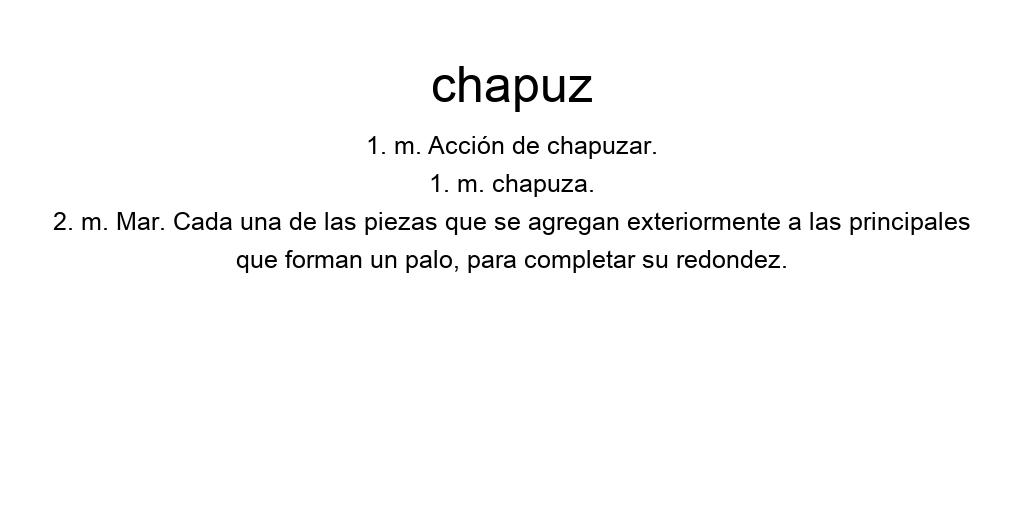 chapuz
1. m. Acción de chapuzar.
1. m. chapuza.
2. m. Mar. Cada una de las piezas que se agregan exteriormente a las principales
que forman un palo, para completar su redondez.